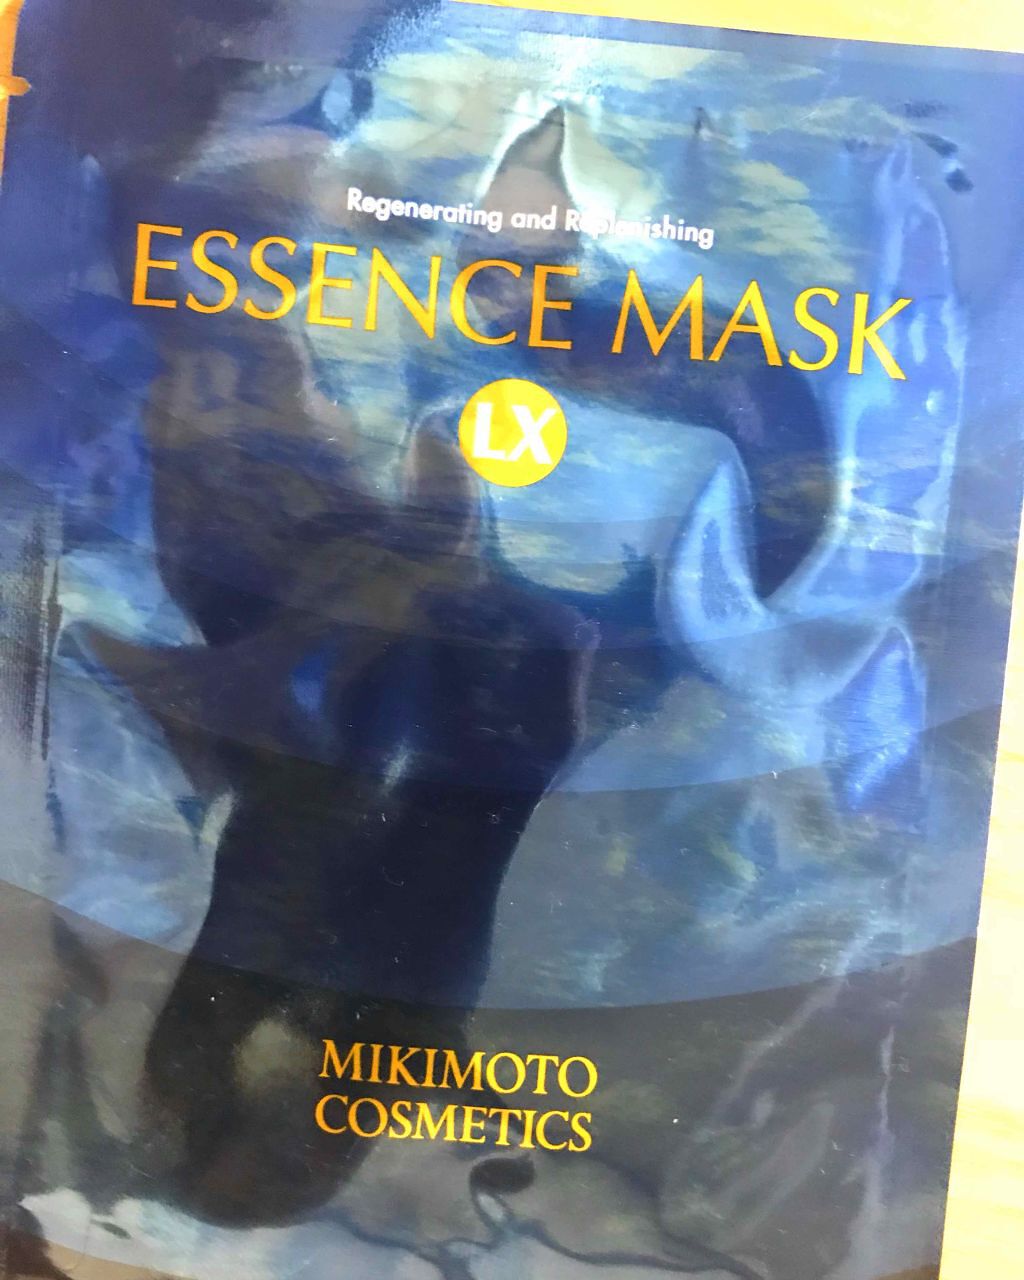 Regenerating and Replenishing
ESSENCE MASK
LX
MIKIMOTO
COSMETICS